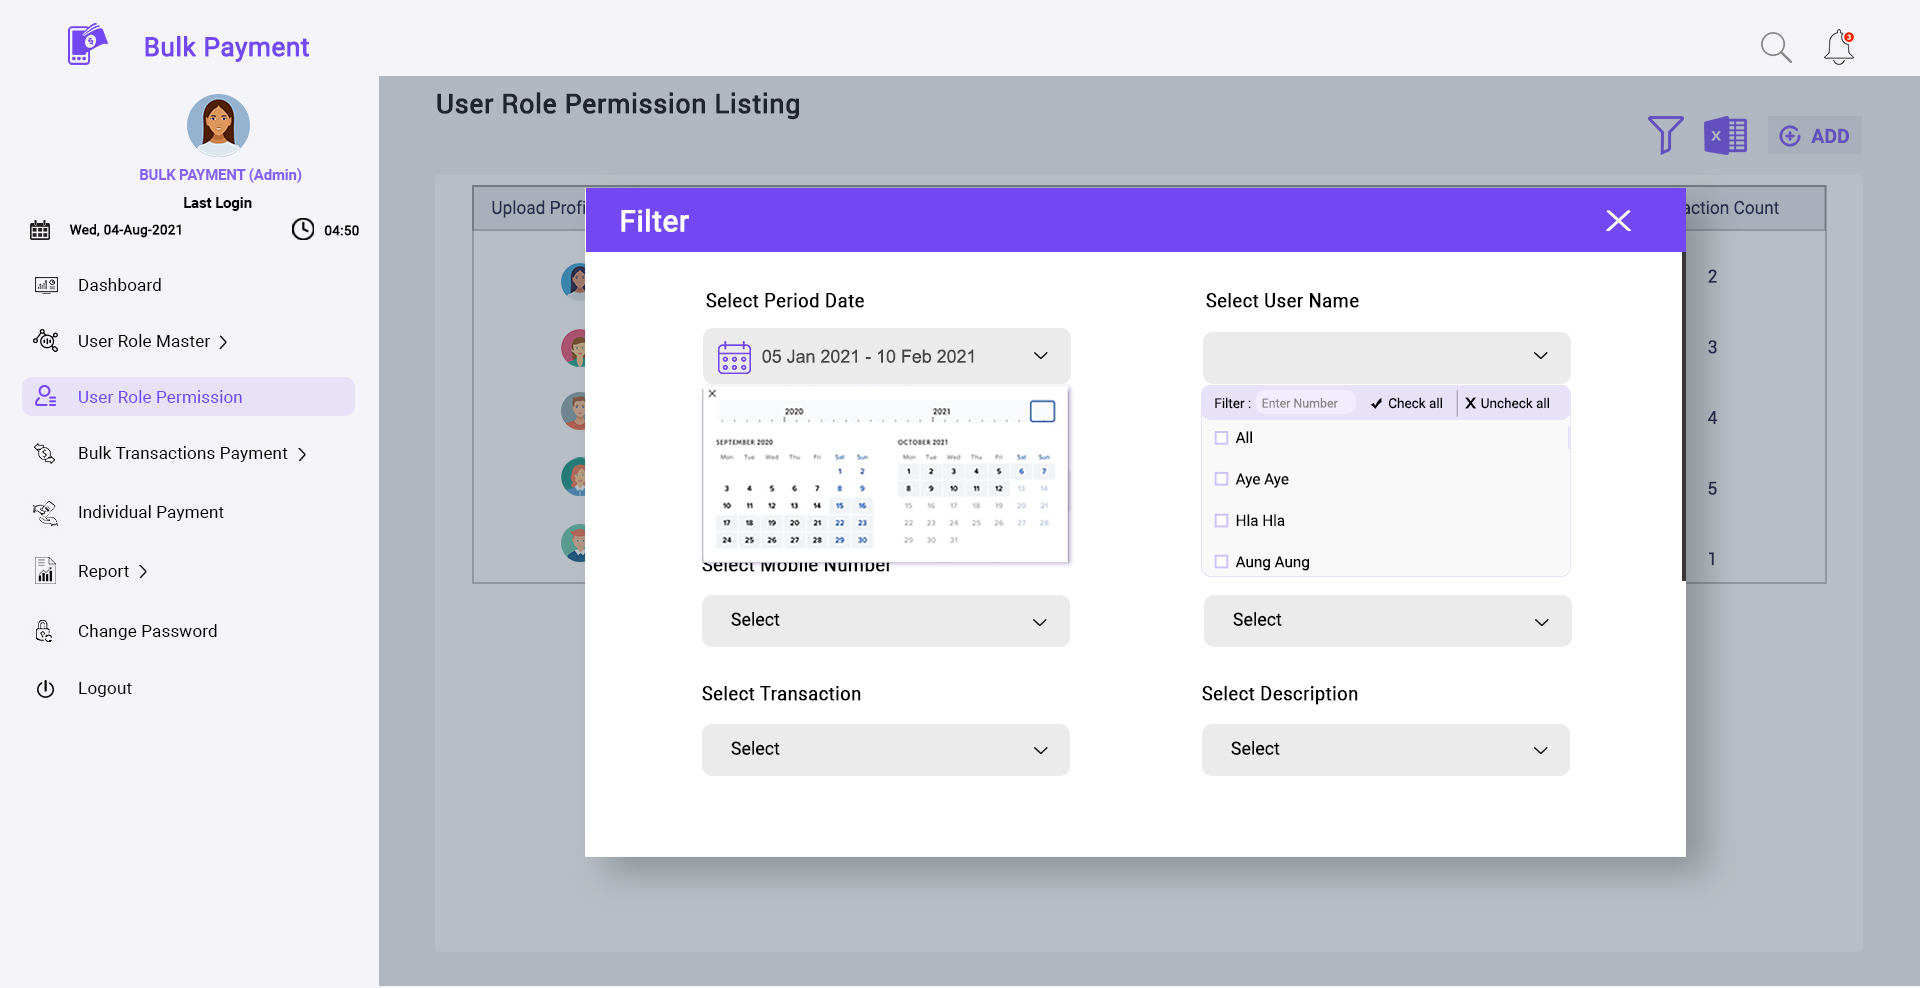 Bulk Payment
3
BULK PAYMENT (Admin)
Last Login
Wed, 04-Aug-2021
04:50
Dashboard
User Role Master
User Role Permission
Bulk Transactions Payment
Individual Payment
Report
Change Password
Logout
User Role Permission Listing
X
ADD
Upload Profi
action Count
2
3
4
5
1
Filter
Select Period Date
05 Jan 2021 - 10 Feb 2021
2020 2021
SEPTEMBER 2020
Mon Tue Wed Thu Fri Sat Sun
1 2
3 4 5 6 7 8 9
10 11 12 13 14 15 16
17 18 19 20 21 22 23
24 25 26 27 28 29 30
OCTOBER 2021
Mon Tue Wed Thu Fri Sat Sun
1 2 3 4 5 6 7
8 9 10 11 12 13 14
15 16 17 18 19 20 21
22 23 24 25 26 27 28
29 30 31
Select User Name
Filter : Enter Number Check all X Uncheck all
All
Aye Aye
Hla Hla
Aung Aung
Select Mobile Number
Select
Select
Select Transaction
Select
Select Description
Select